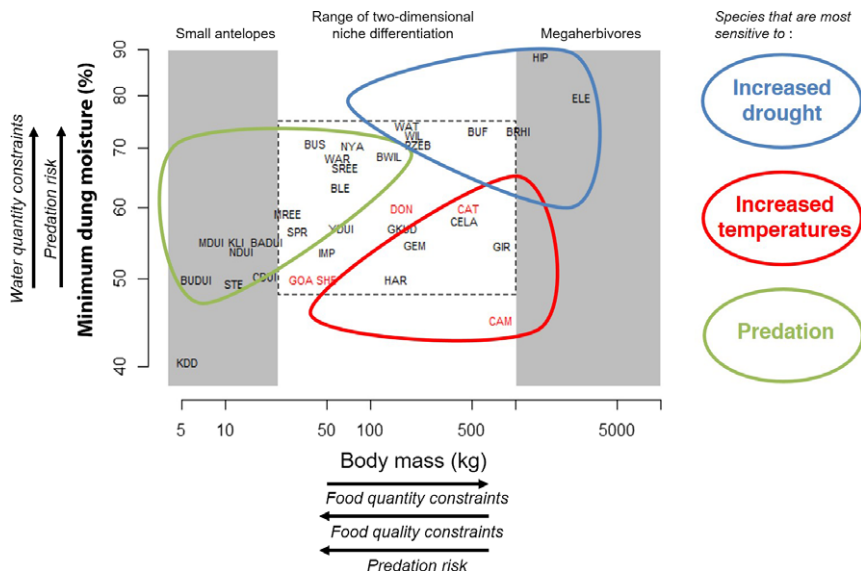 Small antelopes
Range of two-dimensional
niche differentiation
Megaherbivores
Species that are most
sensitive to :
Water quantity constraints
Predation risk
Minimum dung moisture (%)
90
80
70
60
50
40
HIP
ELE
WAT
WIL
BUF
BRHI
BUS
NYA
PZEB
WAR
BWIL
SREE
BLE
MREE
DON
CAT
SPR
YDUI
GKUD
CELA
MDUI
KLI
BADUI
NDUI
IMP
GEM
GIR
BUDUI
STE
CDUI
GOA
SHE
HAR
CAM
KDD
5
10
50
100
500
5000
Body mass (kg)
Food quantity constraints
Food quality constraints
Predation risk
Increased
drought
Increased
temperatures
Predation